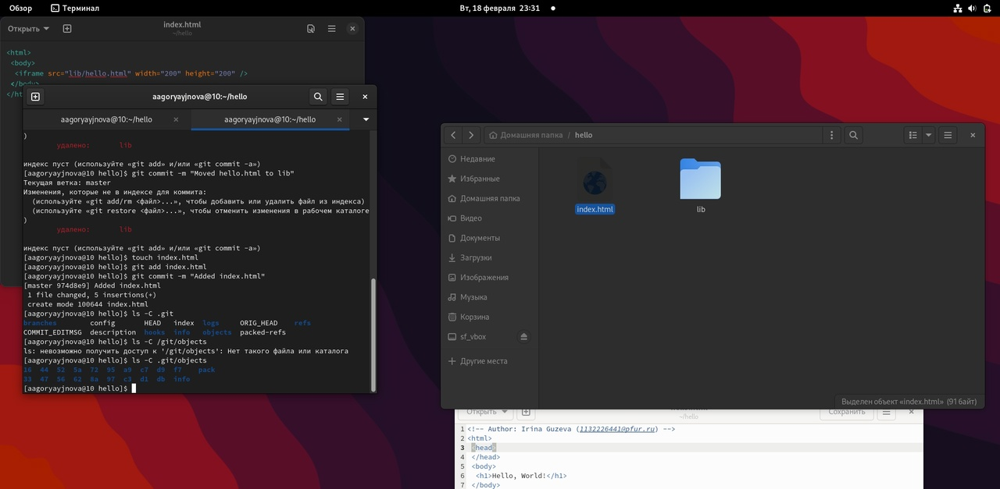 Обзор
Терминал
Вт, 18 февраля 23:31
Открыть
index.html
~/hello
<html>
<body>
<iframe src="lib/hello.html" width="200" height="200" />
</body>
aagoryayjnova@10:~/hello
aagoryayjnova@10:~/hello
aagoryayjnova@10:~/hello
)
удалено: lib
индекс пуст (используйте «git add» и/или «git commit -a»)
[aagoryayjnova@10 hello]$ git commit -m "Moved hello.html to lib"
Текущая ветка: master
Изменения, которые не в индексе для коммита:
(используйте «git add/rm <файл>...», чтобы добавить или удалить файл из индекса)
(используйте «git restore <файл>...», чтобы отменить изменения в рабочем каталоге
)
удалено: lib
индекс пуст (используйте «git add» и/или «git commit -a»)
[aagoryayjnova@10 hello]$ touch index.html
[aagoryayjnova@10 hello]$ git add index.html
[aagoryayjnova@10 hello]$ git commit -m "Added index.html"
[master 974d8e9] Added index.html
1 file changed, 5 insertions(+)
create mode 100644 index.html
[aagoryayjnova@10 hello]$ ls -C .git
branches config HEAD index logs ORIG_HEAD refs
COMMIT_EDITMSG description hooks info objects packed-refs
[aagoryayjnova@10 hello]$ ls -C /git/objects
ls: невозможно получить доступ к '/git/objects': Нет такого файла или каталога
[aagoryayjnova@10 hello]$ ls -C .git/objects
16 44 52 5a 72 95 a9 c7 d9 f7 pack
33 47 56 62 8a 97 c3 d1 db info
[aagoryayjnova@10 hello]$
Домашняя папка / hello
Недавние
Избранные
Домашняя папка
Видео
Документы
Загрузки
Изображения
Музыка
Корзина
sf_vbox
Другие места
index.html
lib
Выделен объект «index.html» (91 байт)
Открыть
~/hello
Сохранить
1 <!-- Author: Irina Guzeva (1132226441@pfur.ru) -->
2 <html>
3 <head>
4 </head>
5 <body>
6 <h1>Hello, World!</h1>
7 </body>